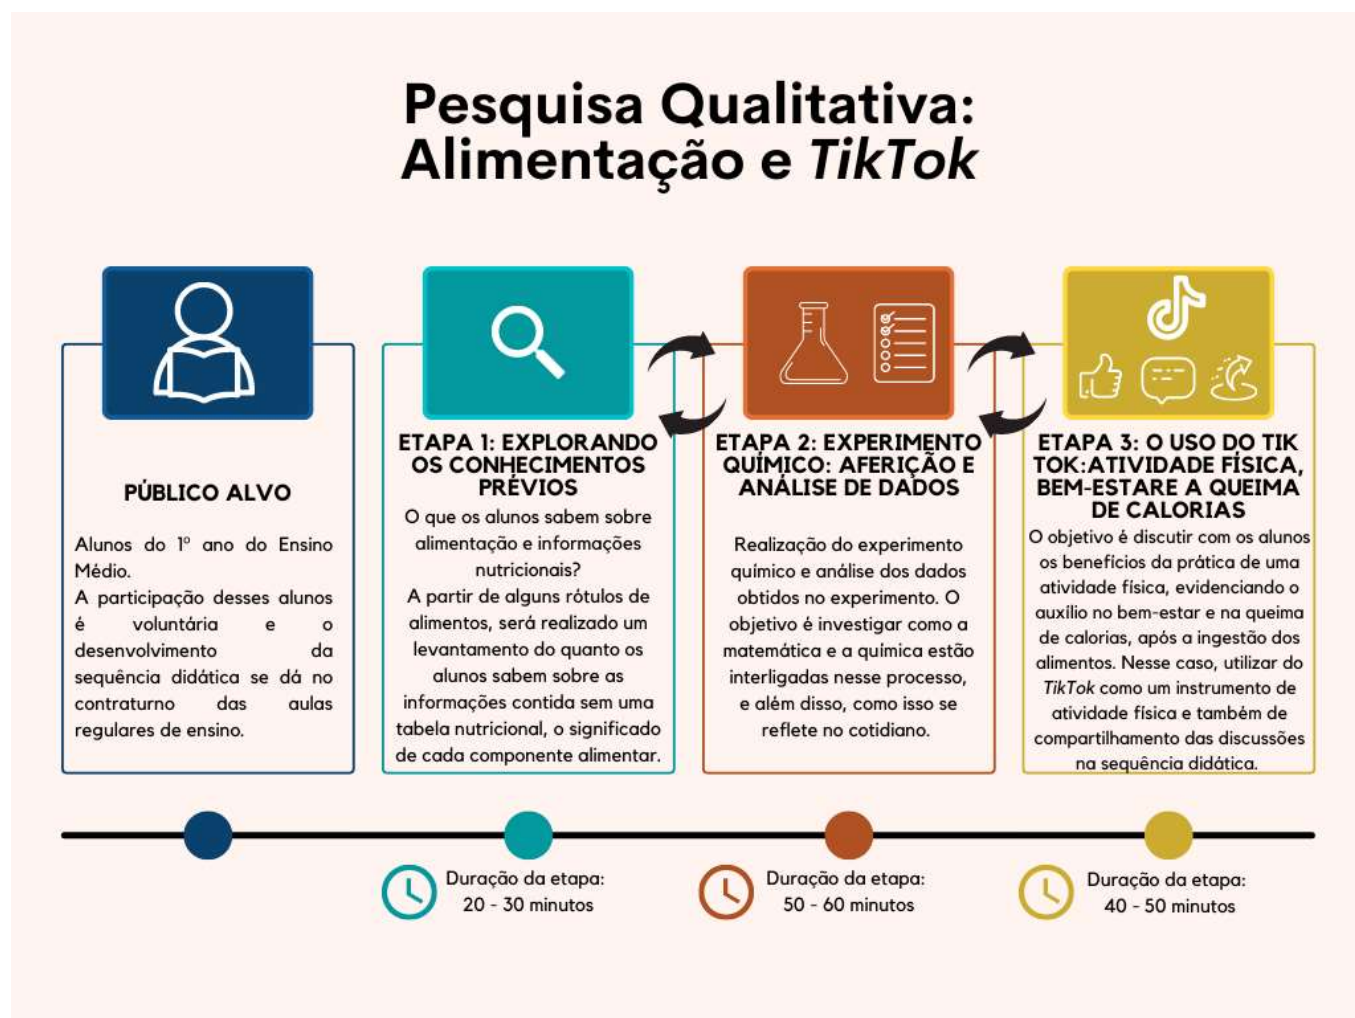 Pesquisa Qualitativa:
Alimentação e TikTok
PÚBLICO ALVO
Alunos do 1º ano do Ensino
Médio.
A participação desses alunos
é voluntária e o
desenvolvimento da
sequência didática se dá no
contraturno das aulas
regulares de ensino.
ETAPA 1: EXPLORANDO
OS CONHECIMENTOS
PRÉVIOS
O que os alunos sabem sobre
alimentação e informações
nutricionais?
A partir de alguns rótulos de
alimentos, será realizado um
levantamento do quanto os
alunos sabem sobre as
informações contida sem uma
tabela nutricional, o significado
de cada componente alimentar.
ETAPA 2: EXPERIMENTO
QUÍMICO: AFERIÇÃO E
ANÁLISE DE DADOS
Realização do experimento
químico e análise dos dados
obtidos no experimento. O
objetivo é investigar como a
matemática e a química estão
interligadas nesse processo,
e além disso, como isso se
reflete no cotidiano.
ETAPA 3: O USO DO TIK
TOK:ATIVIDADE FÍSICA,
BEM-ESTARE A QUEIMA
DE CALORIAS
O objetivo é discutir com os alunos
os benefícios da prática de uma
atividade física, evidenciando o
auxílio no bem-estar e na queima
de calorias, após a ingestão dos
alimentos. Nesse caso, utilizar do
TikTok como um instrumento de
atividade física e também de
compartilhamento das discussões
na sequência didática.
Duração da etapa:
20 - 30 minutos
Duração da etapa:
50 - 60 minutos
Duração da etapa:
40 - 50 minutos